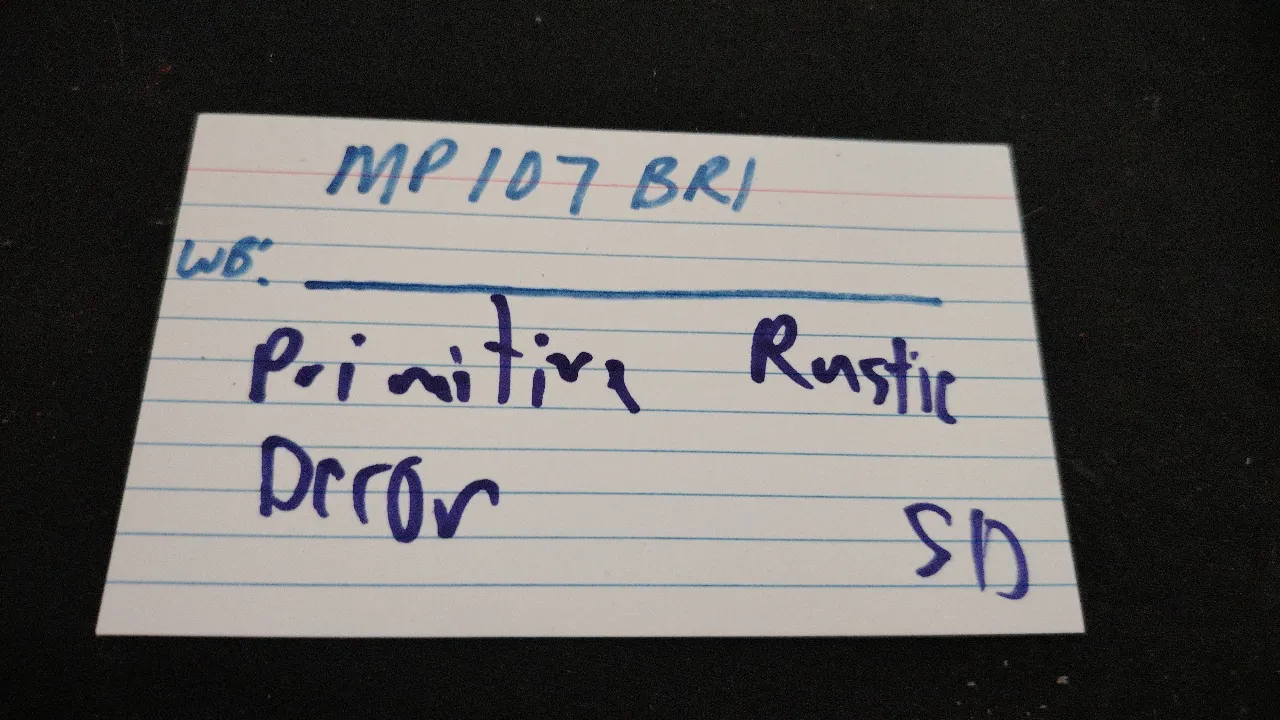 MP 107 BRI
WB:
Primitive Rustic
Decor
SD